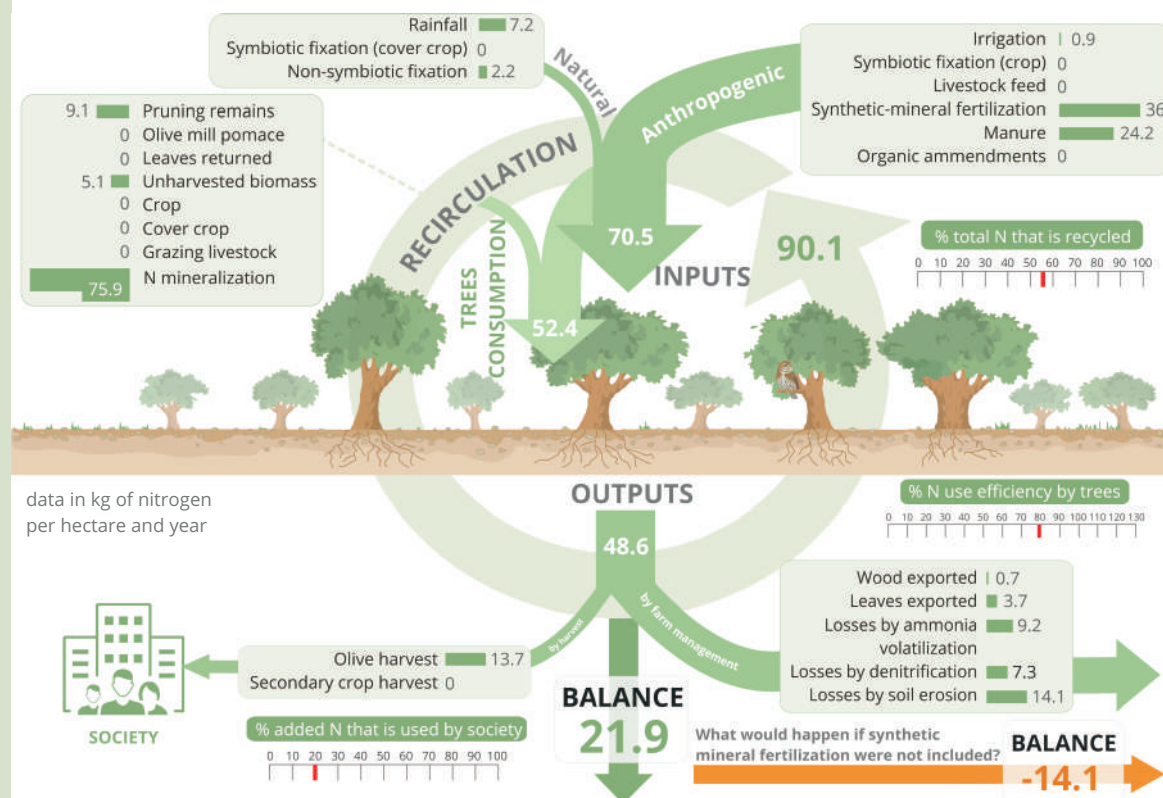 Rainfall 7.2
Symbiotic fixation (cover crop) 0
Non-symbiotic fixation 2.2
Natural
Anthropogenic
Irrigation 0.9
Symbiotic fixation (crop) 0
Livestock feed 0
Synthetic-mineral fertilization 36
Manure 24.2
Organic ammendments 0
9.1 Pruning remains
0 Olive mill pomace
0 Leaves returned
5.1 Unharvested biomass
0 Crop
0 Cover crop
0 Grazing livestock
75.9 N mineralization
RECIRCULATION
TREES
CONSUMPTION
70.5
INPUTS
90.1
52.4
% total N that is recycled
0 10 20 30 40 50 60 70 80 90 100
data in kg of nitrogen
per hectare and year
OUTPUTS
48.6
% N use efficiency by trees
0 10 20 30 40 50 60 70 80 90 100 110 120 130
by harvest
by farm management
Wood exported 0.7
Leaves exported 3.7
Losses by ammonia 9.2
volatilization
Losses by denitrification 7.3
Losses by soil erosion 14.1
SOCIETY
Olive harvest 13.7
Secondary crop harvest 0
% added N that is used by society
0 10 20 30 40 50 60 70 80 90 100
BALANCE
21.9
What would happen if synthetic
mineral fertilization were not included?
BALANCE
-14.1